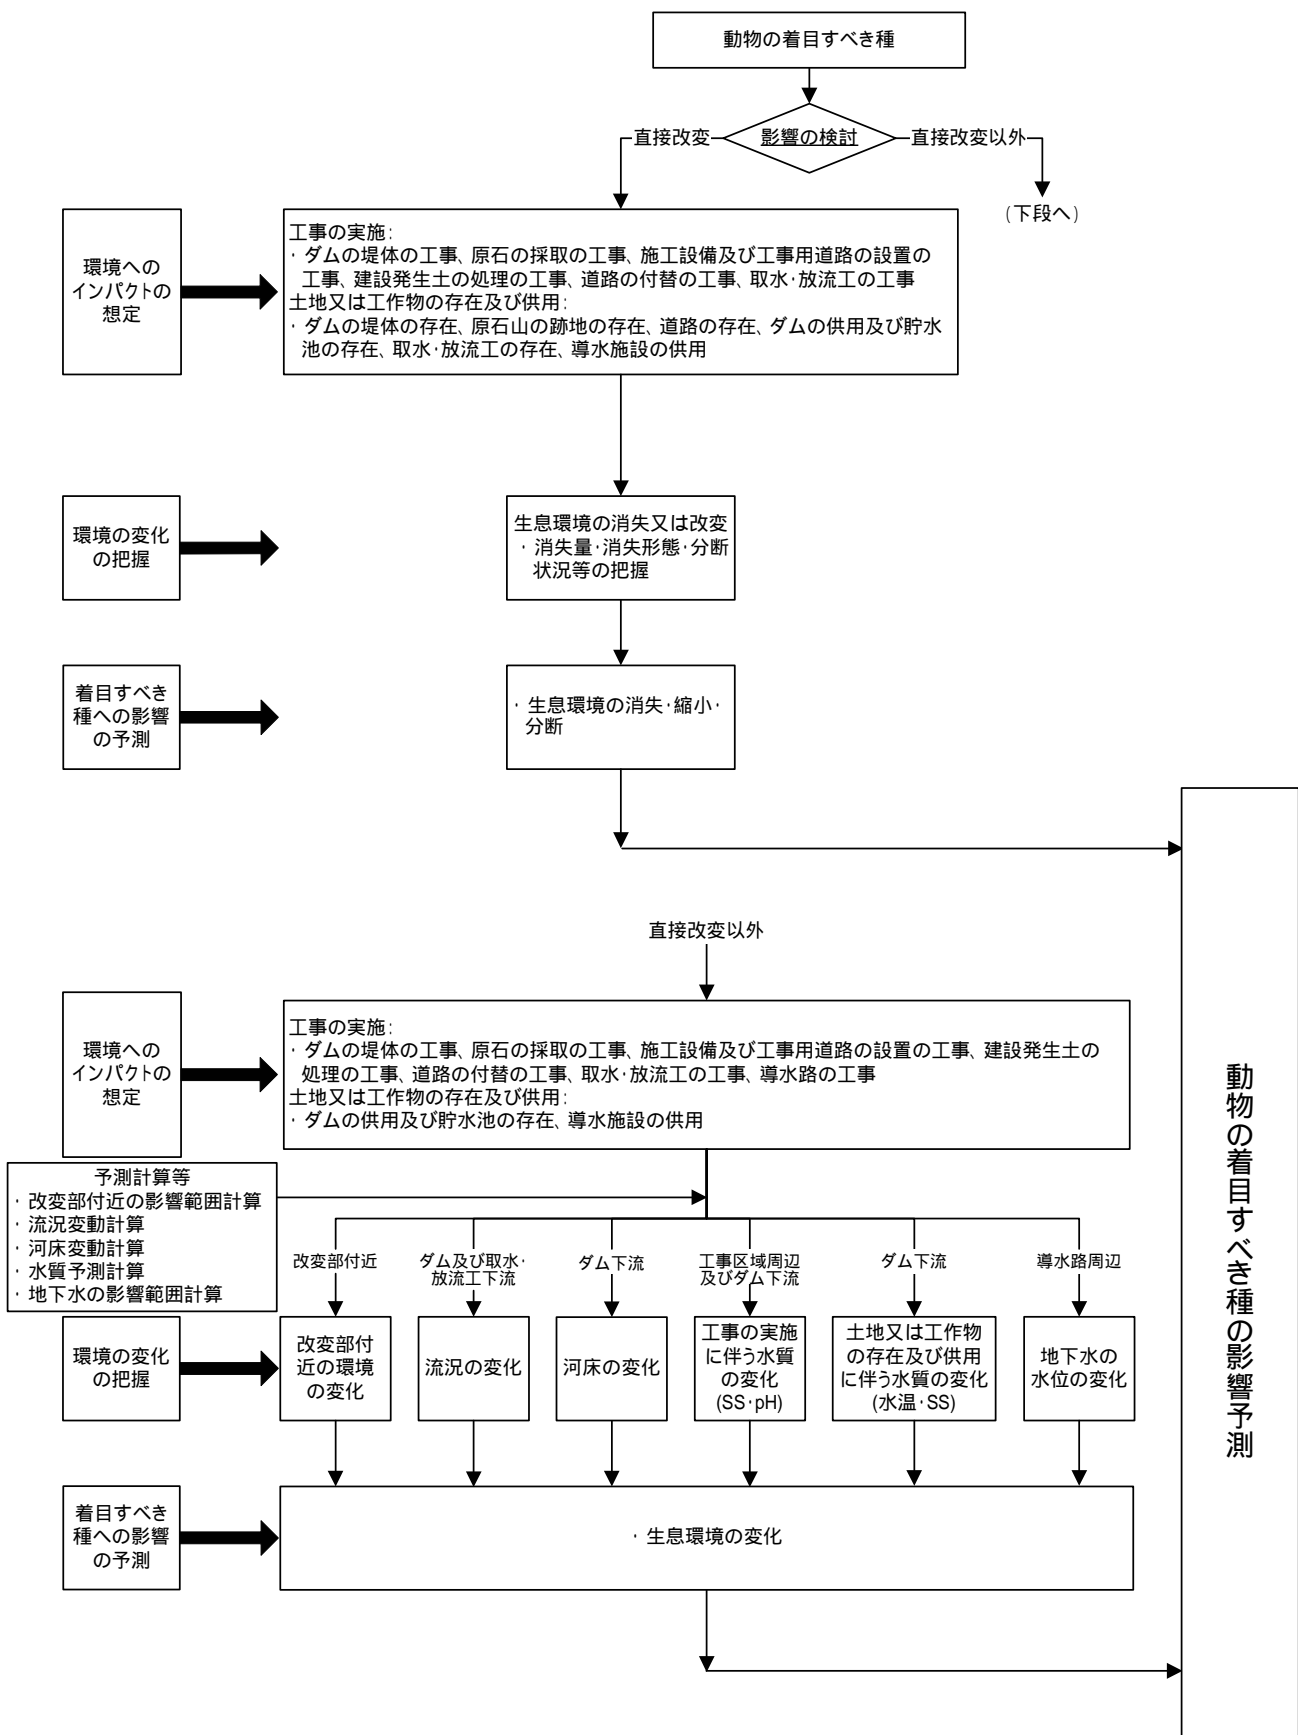 動物の着目すべき種
影響の検討
直接改変
直接改変以外
(下段へ)
環境への
インパクトの
想定
工事の実施:
・ダムの堤体の工事、原石の採取の工事、施工設備及び工事用道路の設置の
工事、建設発生土の処理の工事、道路の付替の工事、取水・放流工の工事
土地又は工作物の存在及び供用:
・ダムの堤体の存在、原石山の跡地の存在、道路の存在、ダムの供用及び貯水
池の存在、取水・放流工の存在、導水施設の供用
環境の変化
の把握
生息環境の消失又は改変
・消失量・消失形態・分断
状況等の把握
着目すべき
種への影響
の予測
・生息環境の消失・縮小・
分断
直接改変以外
環境への
インパクトの
想定
工事の実施:
・ダムの堤体の工事、原石の採取の工事、施工設備及び工事用道路の設置の工事、建設発生土の
処理の工事、道路の付替の工事、取水・放流工の工事、導水路の工事
土地又は工作物の存在及び供用:
・ダムの供用及び貯水池の存在、導水施設の供用
予測計算等
・改変部付近の影響範囲計算
・流況変動計算
・河床変動計算
・水質予測計算
・地下水の影響範囲計算
改変部付近
ダム及び取水・
放流工下流
ダム下流
工事区域周辺
及びダム下流
ダム下流
導水路周辺
環境の変化
の把握
改変部付
近の環境
の変化
流況の変化
河床の変化
工事の実施
に伴う水質
の変化
(SS・pH)
土地又は工作物
の存在及び供用
に伴う水質の変化
(水温・SS)
地下水の
水位の変化
着目すべき
種への影響
の予測
・生息環境の変化
動物の着目すべき種の影響予測